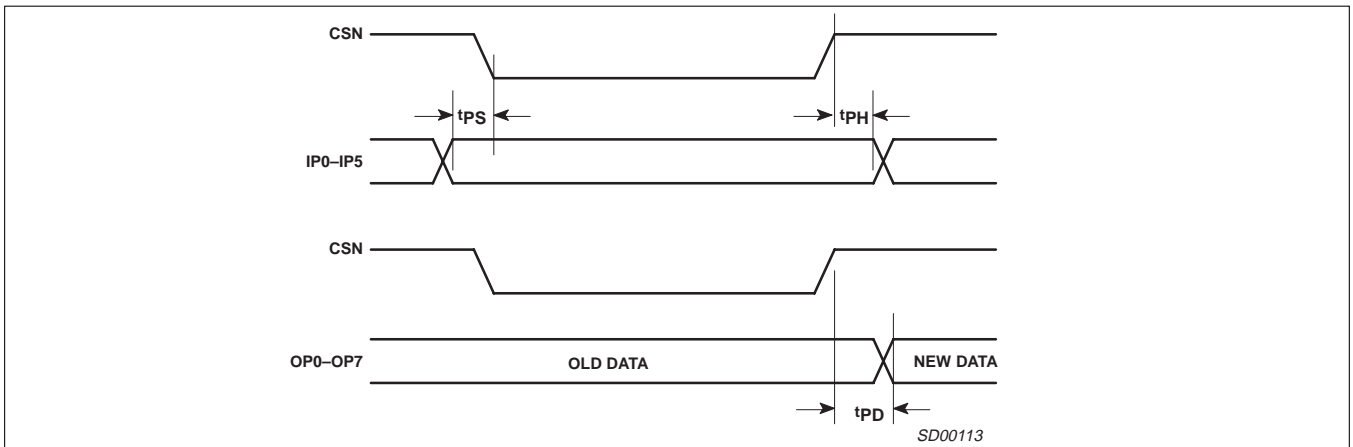 CSN
tPS
tPH
IP0–IP5
CSN
OP0–OP7
OLD DATA
NEW DATA
tPD
SD00113